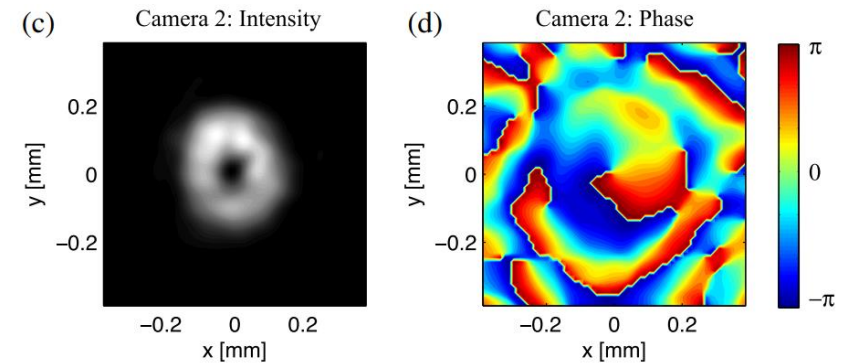 (c) Camera 2: Intensity
y [mm]
0.2
0
−0.2
−0.2 0 0.2
x [mm]
(d) Camera 2: Phase
y [mm]
0.2
0
−0.2
−0.2 0 0.2
x [mm]
π
0
−π